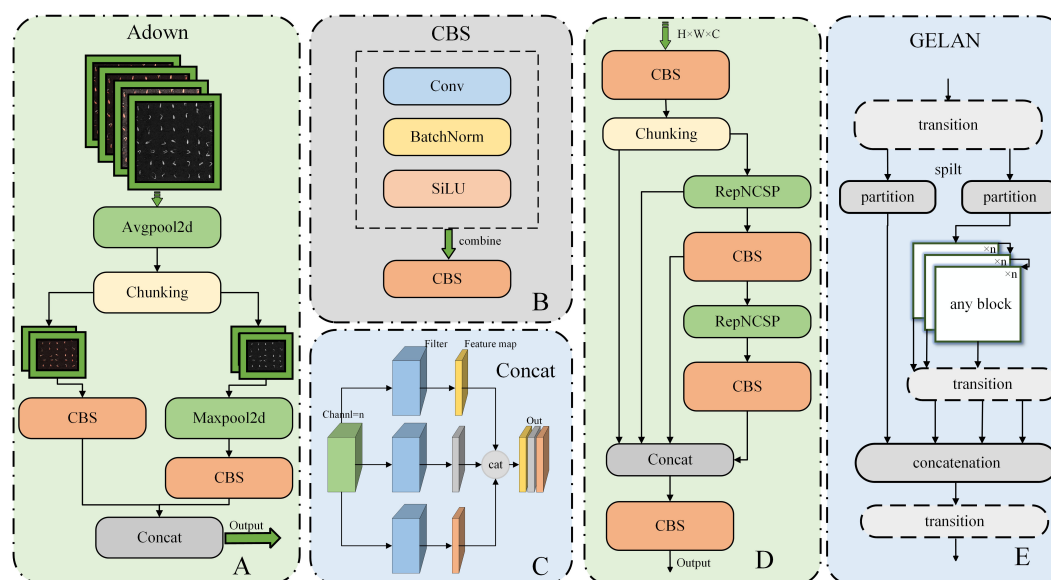 Adown
Avgpool2d
Chunking
CBS
Maxpool2d
CBS
Concat
Output
A
CBS
Conv
BatchNorm
SiLU
combine
CBS
B
Filter
Feature map
Concat
Channl=n
Out
cat
C
H×W×C
CBS
Chunking
RepNCSP
CBS
RepNCSP
CBS
Concat
CBS
Output
D
GELAN
transition
spilt
partition
partition
×n
×n
×n
any block
transition
concatenation
transition
E